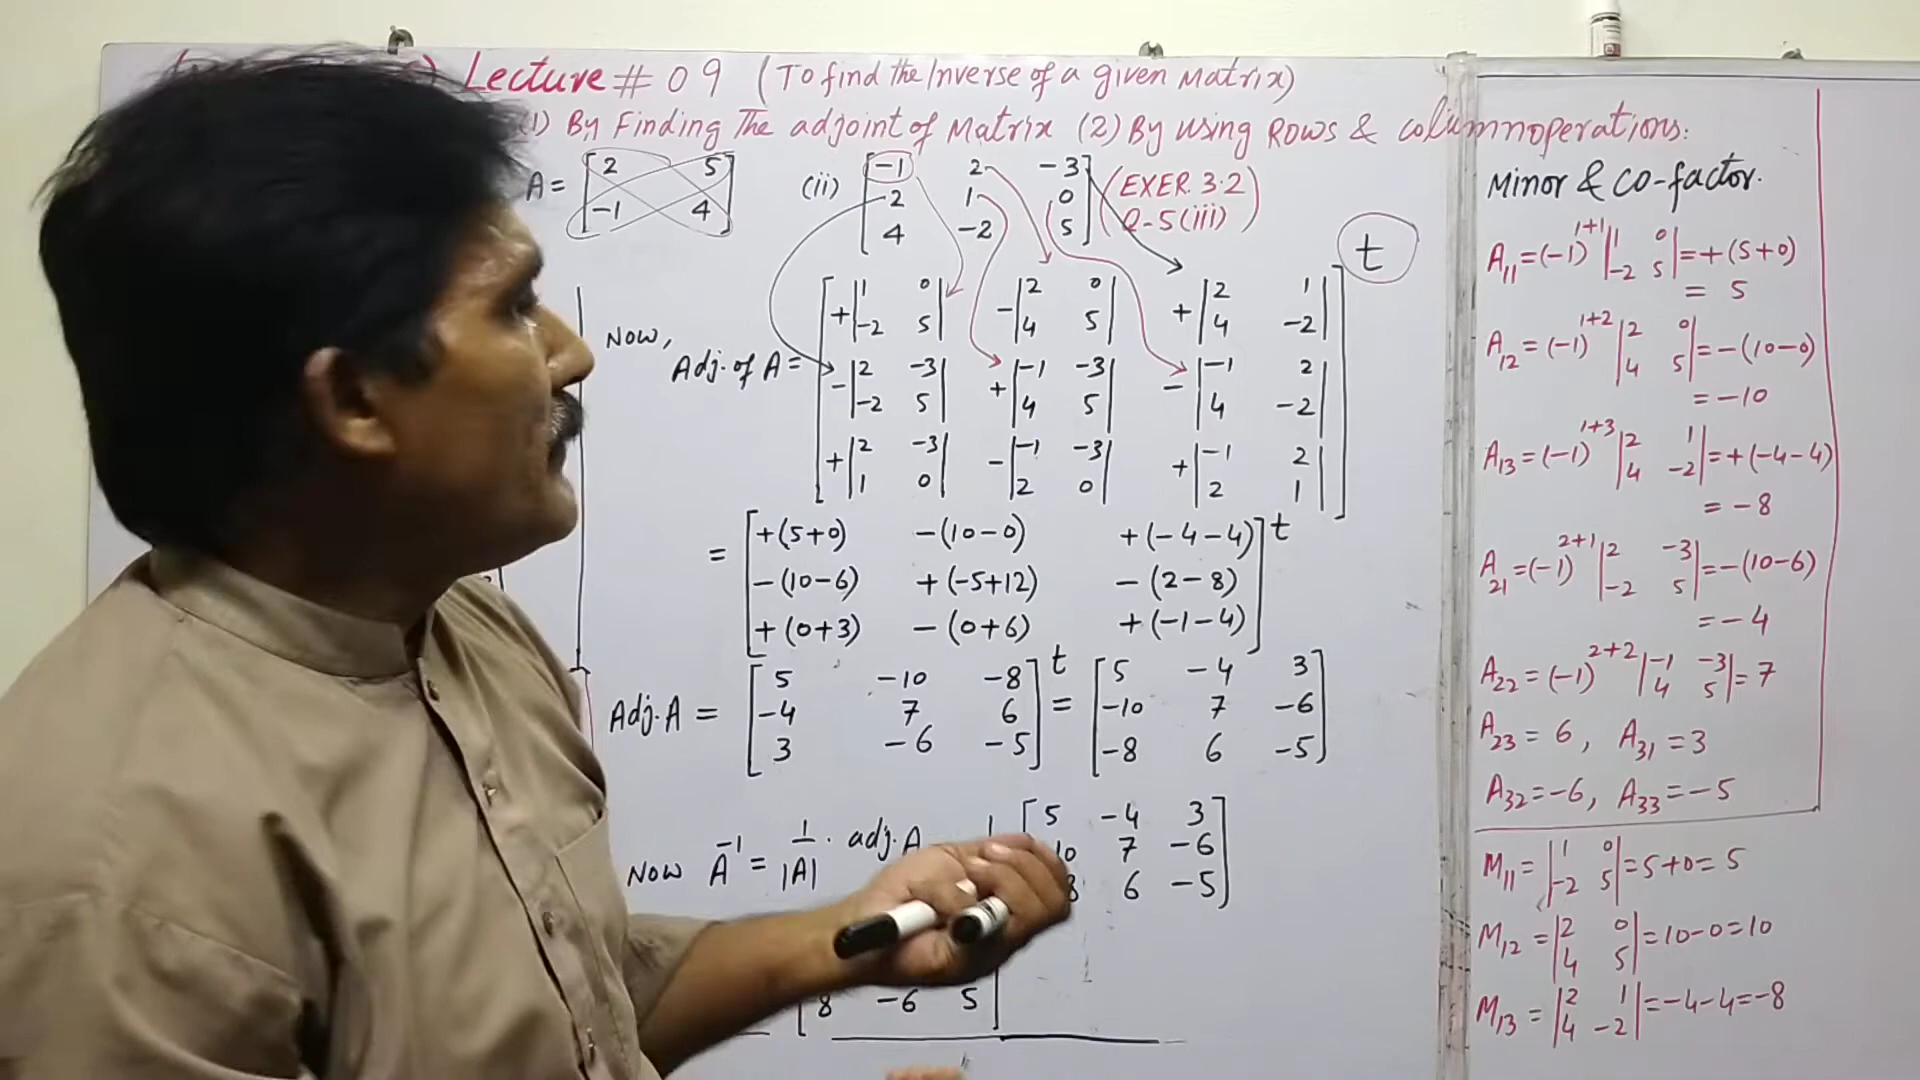 Lecture # 09 (To find the Inverse of a given Matrix)
(1) By Finding The adjoint of Matrix (2) By using Rows & columnoperations:
A = [ 2 5
-1 4 ]
(ii) [ -1 2 -3
2 1 0
4 -2 5 ]
(EXER. 3.2
Q-5(iii))
Now,
Adj. of A = [ +|1 0; -2 5| -|2 0; 4 5| +|2 1; 4 -2|
-|2 -3; -2 5| +|-1 -3; 4 5| -|-1 2; 4 -2|
+|2 -3; 1 0| -|-1 -3; 2 0| +|-1 2; 2 1| ] t
= [ +(5+0) -(10-0) +(-4-4)
-(10-6) +(-5+12) -(2-8)
+(0+3) -(0+6) +(-1-4) ] t
Adj. A = [ 5 -10 -8
-4 7 6
3 -6 -5 ] t = [ 5 -4 3
-10 7 -6
-8 6 -5 ]
Now A^-1 = 1/|A| . adj. A
[ 5 -4 3
10 7 -6
8 6 -5 ]
8 -6 5 ]
Minor & Co-factor.
A11 = (-1)^1+1 |1 0; -2 5| = +(5+0)
= 5
A12 = (-1)^1+2 |2 0; 4 5| = -(10-0)
= -10
A13 = (-1)^1+3 |2 1; 4 -2| = +(-4-4)
= -8
A21 = (-1)^2+1 |2 -3; -2 5| = -(10-6)
= -4
A22 = (-1)^2+2 |-1 -3; 4 5| = 7
A23 = 6, A31 = 3
A32 = -6, A33 = -5
M11 = |1 0; -2 5| = 5+0 = 5
M12 = |2 0; 4 5| = 10-0 = 10
M13 = |2 1; 4 -2| = -4-4 = -8